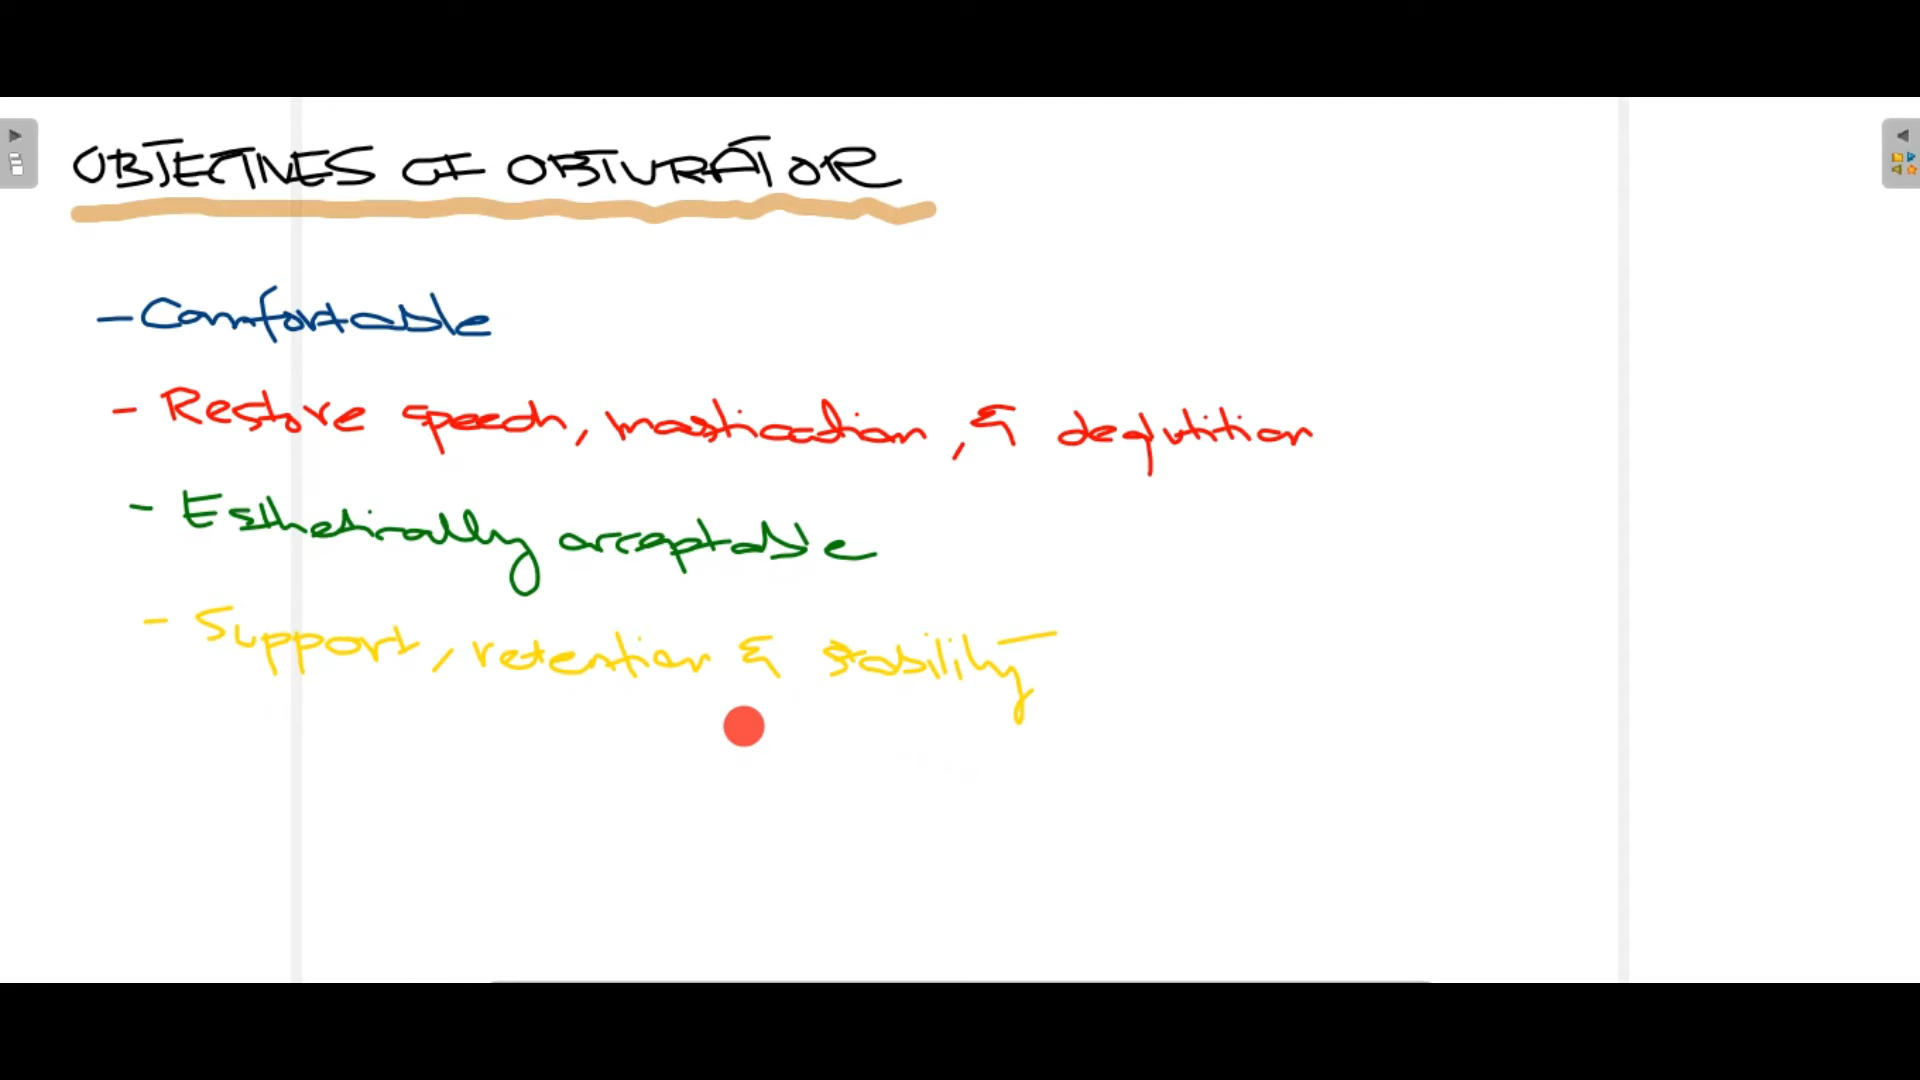 OBJECTIVES OF OBTURATOR
- Comfortable
- Restore speech, mastication, & deglutition
- Esthetically acceptable
- Support, retention & stability